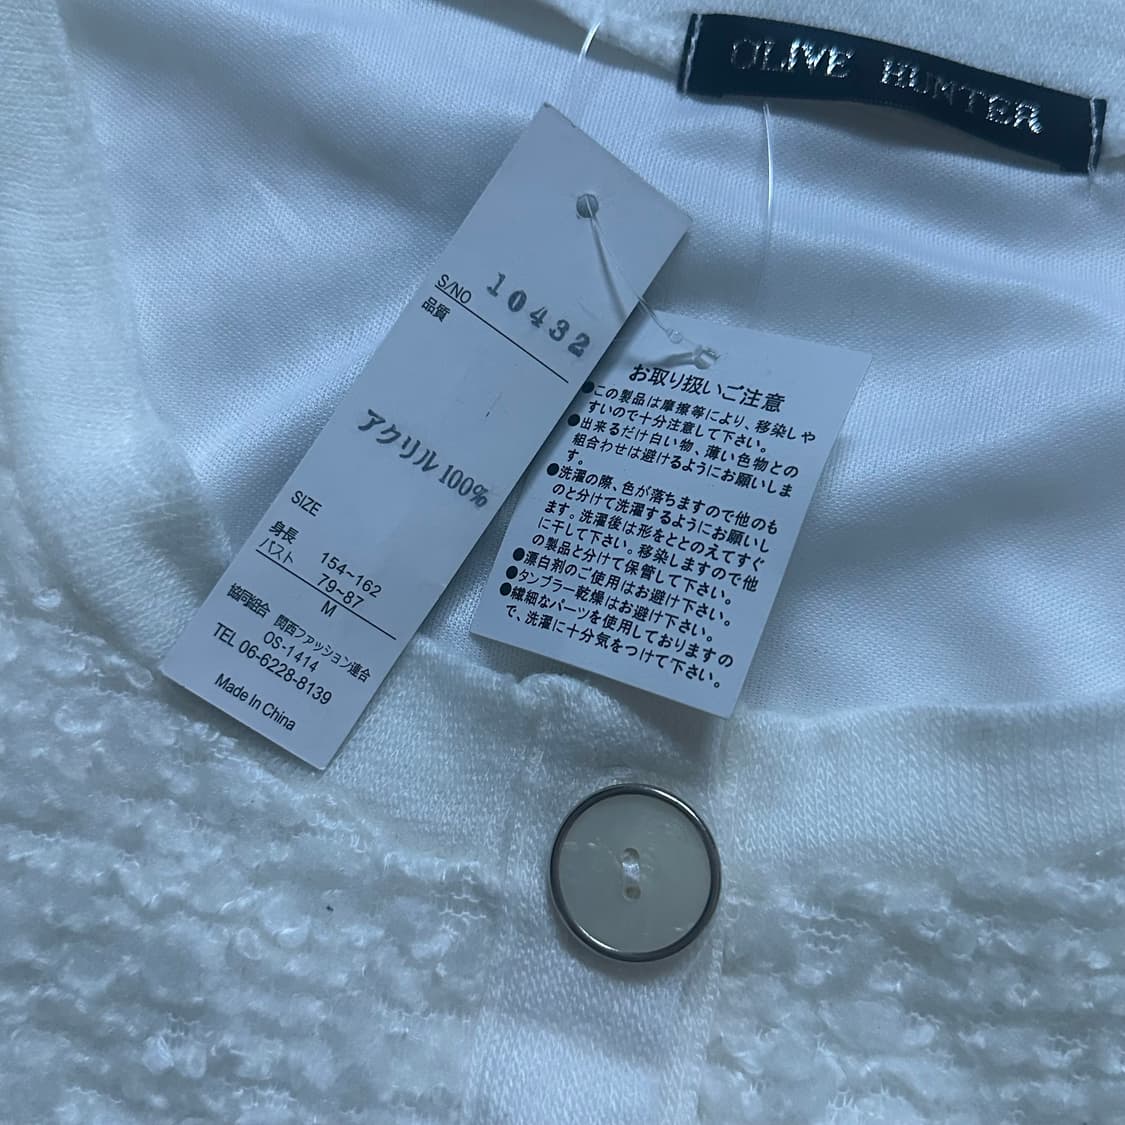 OLIVE HUNTER
S/NO 10432
品質
アクリル100%
SIZE
身長 154~162
バスト 79~87
M
協同組合 関西ファッション連合
OS-1414
TEL 06-6228-8139
Made In China
お取り扱いご注意
●この製品は摩擦等により、移染しや
すいので十分注意して下さい。
●出来るだけ白い物、薄い色物との
組合わせは避けるようにお願いしま
す。
●洗濯の際、色が落ちますので他のも
のと分けて洗濯するようにお願いし
ます。洗濯後は形をととのえてすぐ
に干して下さい。移染しますので他
の製品と分けて保管して下さい。
●漂白剤のご使用はお避け下さい。
●タンブラー乾燥はお避け下さい。
●繊細なパーツを使用しておりますの
で、洗濯に十分気をつけて下さい。